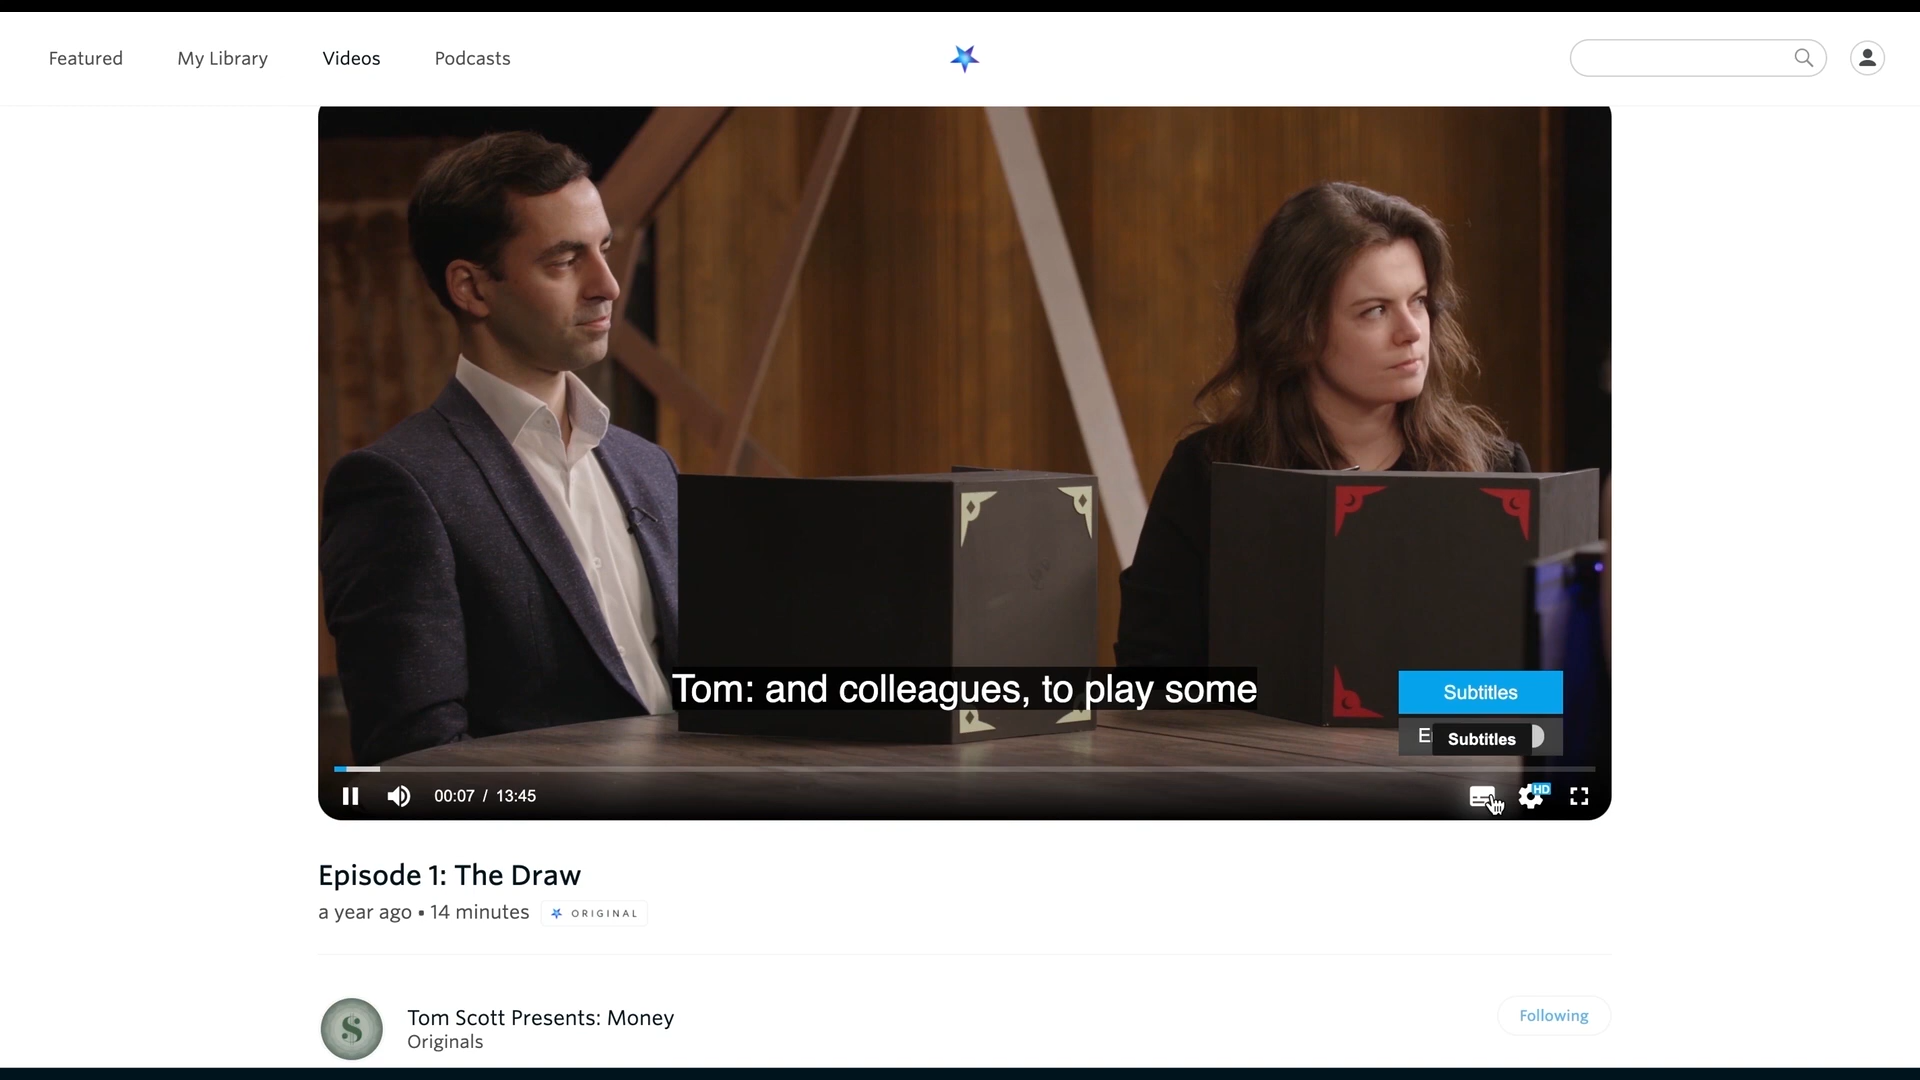 Featured
My Library
Videos
Podcasts
Tom: and colleagues, to play some
Subtitles
Subtitles
00:07 / 13:45
HD
Episode 1: The Draw
a year ago • 14 minutes
ORIGINAL
Tom Scott Presents: Money
Originals
Following